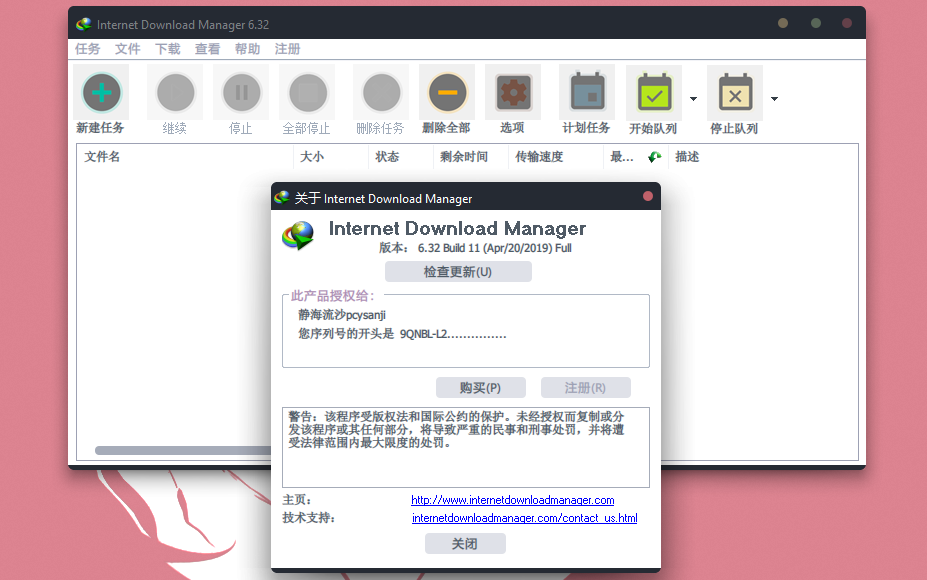 Internet Download Manager 6.32
任务 文件 下载 查看 帮助 注册
新建任务 继续 停止 全部停止 删除任务 删除全部 选项 计划任务 开始队列 停止队列
文件名 大小 状态 剩余时间 传输速度 最... 描述
关于 Internet Download Manager
Internet Download Manager
版本: 6.32 Build 11 (Apr/20/2019) Full
检查更新(U)
此产品授权给:
静海流沙pcysanji
您序列号的开头是 9QNBL-L2...............
购买(P) 注册(R)
警告: 该程序受版权法和国际公约的保护。未经授权而复制或分
发该程序或其任何部分，将导致严重的民事和刑事处罚，并将遭
受法律范围内最大限度的处罚。
主页: http://www.internetdownloadmanager.com
技术支持: internetdownloadmanager.com/contact_us.html
关闭